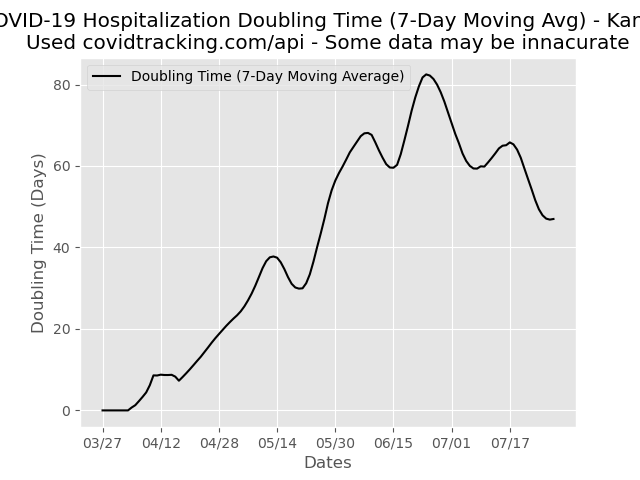 OVID-19 Hospitalization Doubling Time (7-Day Moving Avg) - Kan
Used covidtracking.com/api - Some data may be innacurate
Doubling Time (7-Day Moving Average)
Doubling Time (Days)
80
60
40
20
0
03/27 04/12 04/28 05/14 05/30 06/15 07/01 07/17
Dates